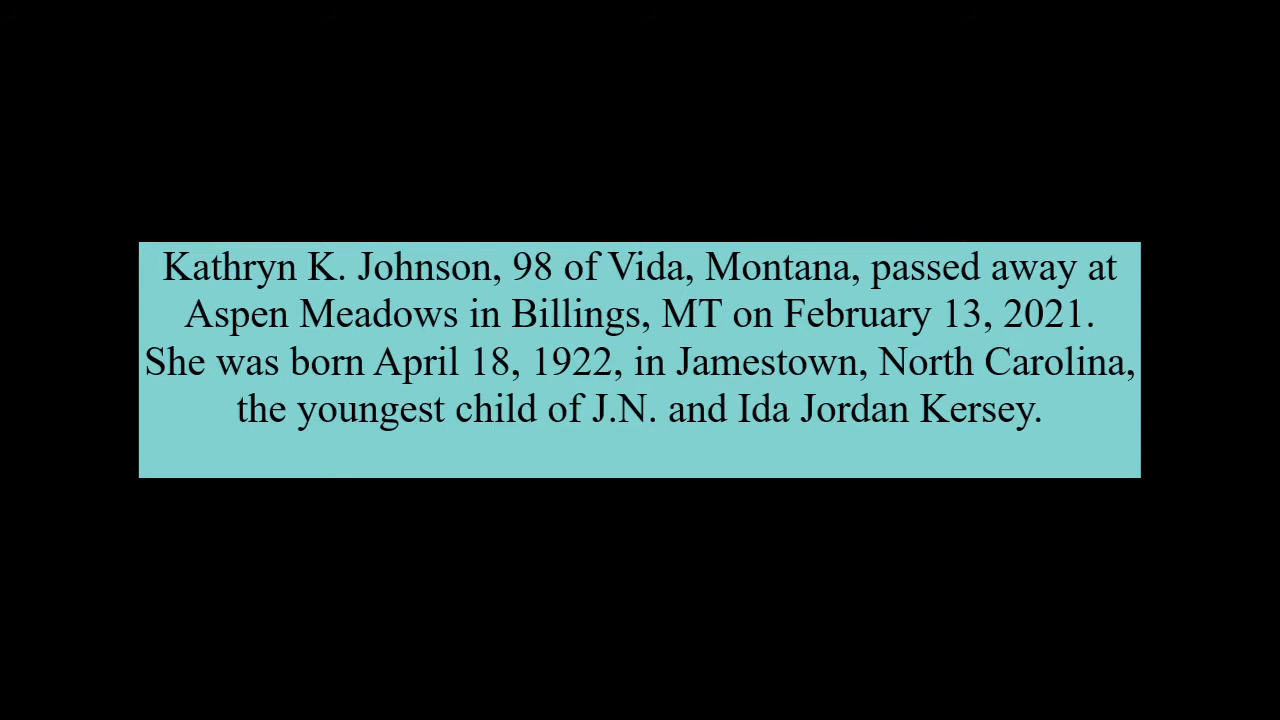 Kathryn K. Johnson, 98 of Vida, Montana, passed away at
Aspen Meadows in Billings, MT on February 13, 2021.
She was born April 18, 1922, in Jamestown, North Carolina,
the youngest child of J.N. and Ida Jordan Kersey.